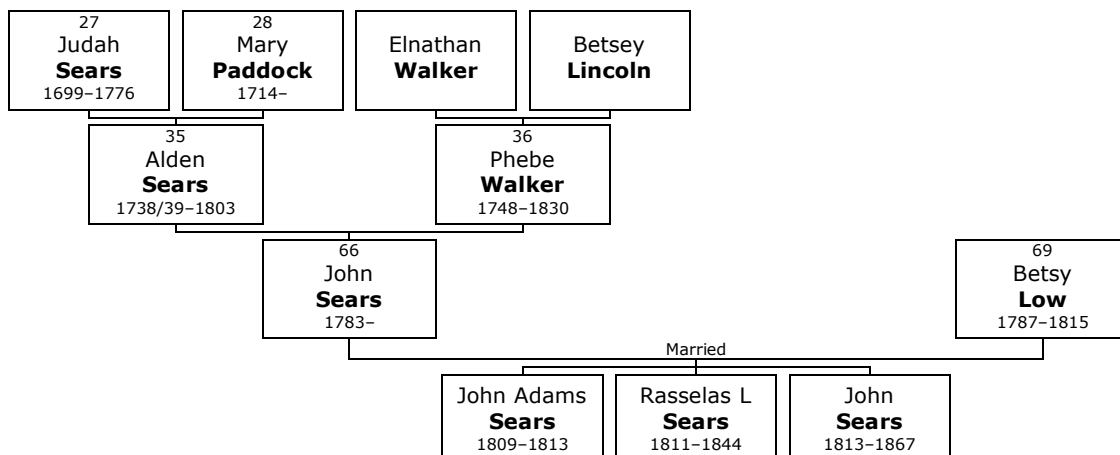 27
Judah
Sears
1699–1776
28
Mary
Paddock
1714–
Elnathan
Walker
Betsey
Lincoln
35
Alden
Sears
1738/39–1803
36
Phebe
Walker
1748–1830
66
John
Sears
1783–
69
Betsy
Low
1787–1815
Married
John Adams
Sears
1809–1813
Rasselas L
Sears
1811–1844
John
Sears
1813–1867